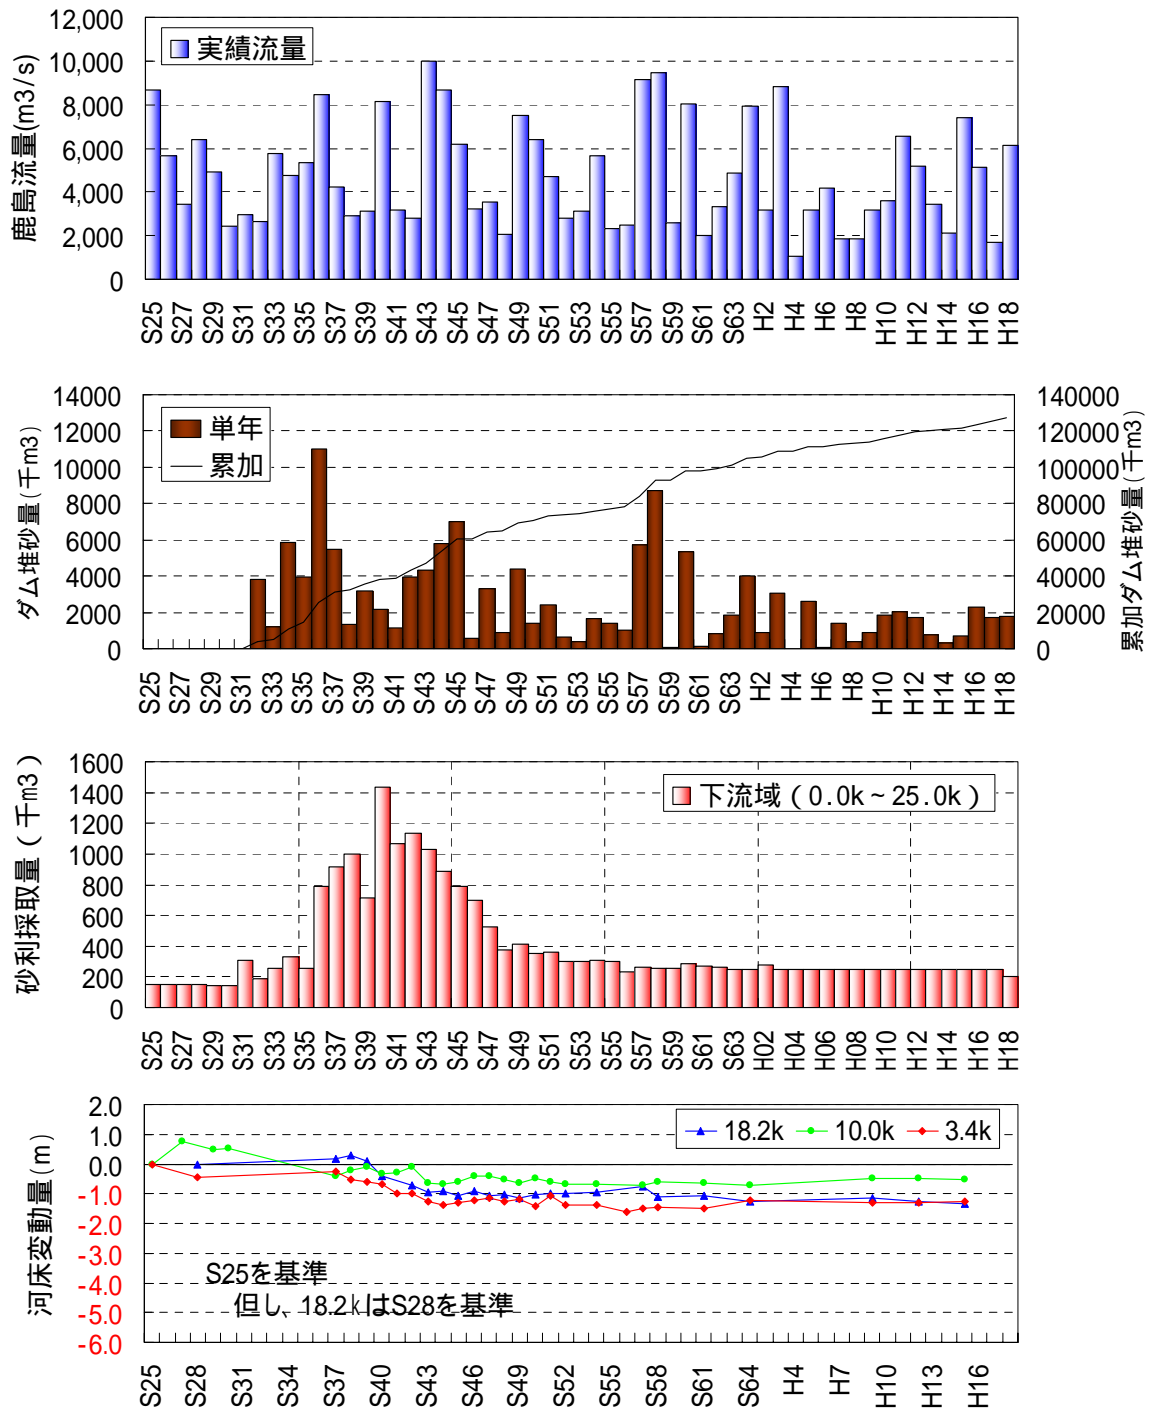 鹿島流量(m3/s)
12,000
10,000
8,000
6,000
4,000
2,000
0
実績流量
S25 S27 S29 S31 S33 S35 S37 S39 S41 S43 S45 S47 S49 S51 S53 S55 S57 S59 S61 S63 H2 H4 H6 H8 H10 H12 H14 H16 H18
ダム堆砂量(千m3)
14000
12000
10000
8000
6000
4000
2000
0
単年
累加
140000
120000
100000
80000
60000
40000
20000
0
累加ダム堆砂量(千m3)
S25 S27 S29 S31 S33 S35 S37 S39 S41 S43 S45 S47 S49 S51 S53 S55 S57 S59 S61 S63 H2 H4 H6 H8 H10 H12 H14 H16 H18
砂利採取量(千m3)
1600
1400
1200
1000
800
600
400
200
0
下流域(0.0k~25.0k)
S25 S27 S29 S31 S33 S35 S37 S39 S41 S43 S45 S47 S49 S51 S53 S55 S57 S59 S61 S63 H02 H04 H06 H08 H10 H12 H14 H16 H18
河床変動量(m)
2.0
1.0
0.0
-1.0
-2.0
-3.0
-4.0
-5.0
-6.0
18.2k 10.0k 3.4k
S25を基準
但し、18.2kはS28を基準
S25 S28 S31 S34 S37 S40 S43 S46 S49 S52 S55 S58 S61 S64 H4 H7 H10 H13 H16